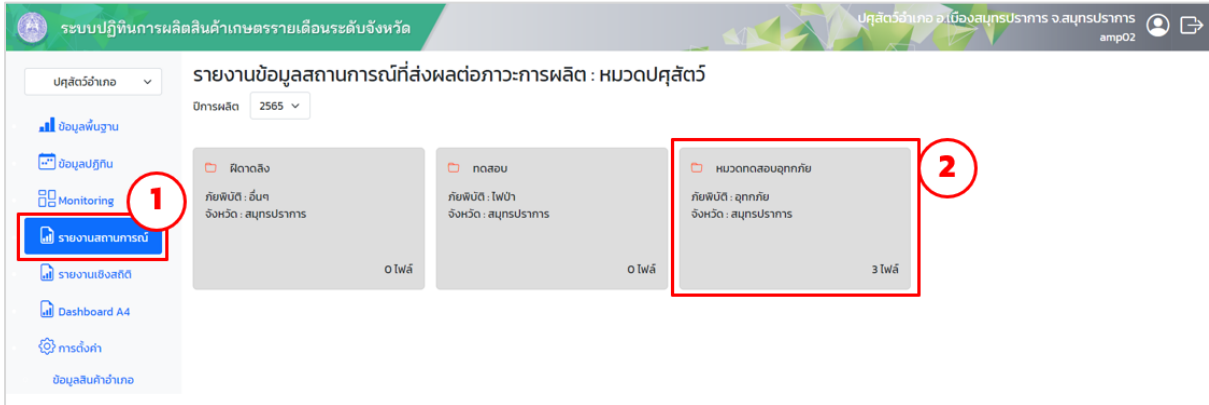 ระบบปฏิทินการผลิตสินค้าเกษตรรายเดือนระดับจังหวัด
ปศุสัตว์อำเภอ อ.เมืองสมุทรปราการ จ.สมุทรปราการ
amp02
ปศุสัตว์อำเภอ
รายงานข้อมูลสถานการณ์ที่ส่งผลต่อภาวะการผลิต : หมวดปศุสัตว์
ปีการผลิต 2565
ข้อมูลพื้นฐาน
ข้อมูลปฏิทิน
Monitoring
1
รายงานสถานการณ์
รายงานเชิงสถิติ
Dashboard A4
การตั้งค่า
ข้อมูลสินค้าอำเภอ
ฝีดาดลิง
ภัยพิบัติ : อื่นๆ
จังหวัด : สมุทรปราการ
0 ไฟล์
ทดสอบ
ภัยพิบัติ : ไฟป่า
จังหวัด : สมุทรปราการ
0 ไฟล์
หมวดทดสอบอุทกภัย
ภัยพิบัติ : อุทกภัย
จังหวัด : สมุทรปราการ
3 ไฟล์
2